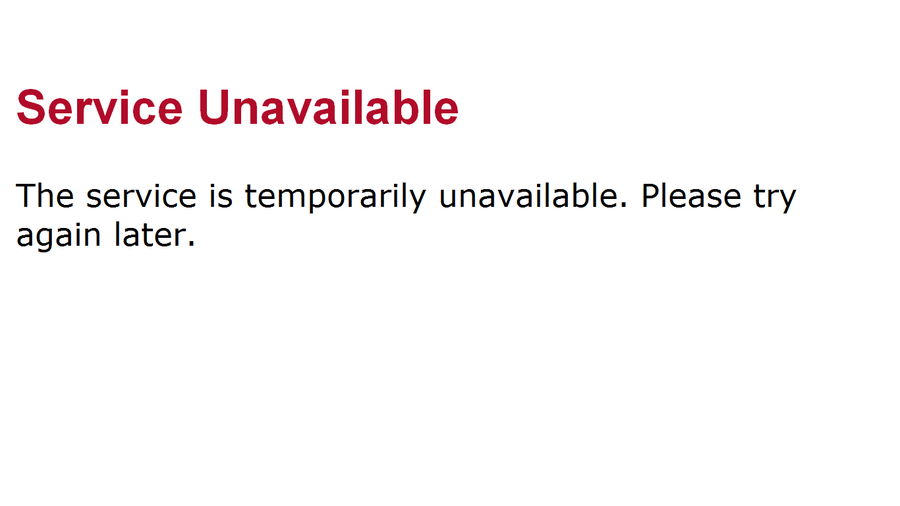 Service Unavailable
The service is temporarily unavailable. Please try
again later.